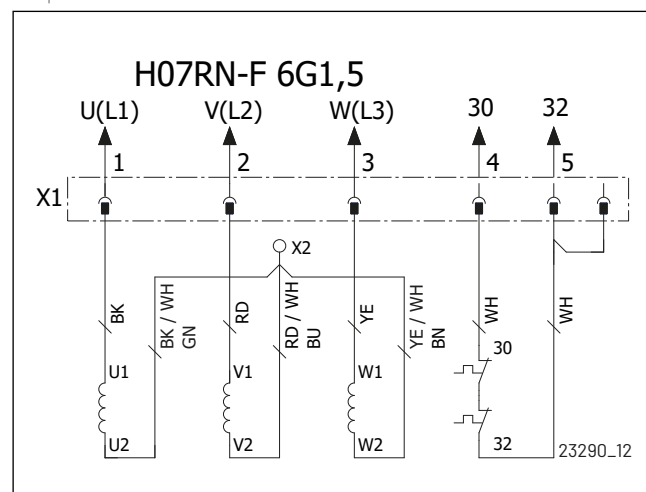 H07RN-F 6G1,5
U(L1) V(L2) W(L3) 30 32
1 2 3 4 5
X1
X2
BK
BK / WH
GN
RD
RD / WH
BU
YE
YE / WH
BN
WH
WH
30
U1 V1 W1
U2 V2 W2 32
23290_12